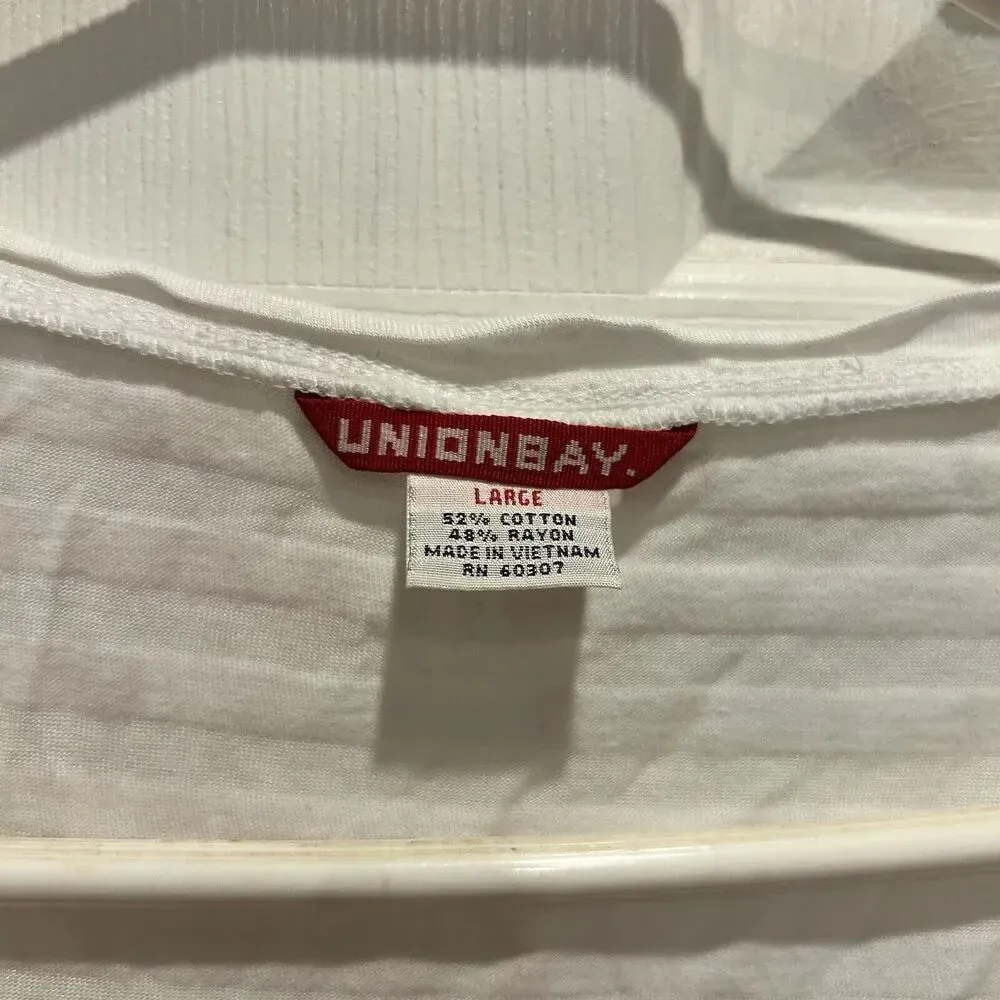 UNIONBAY.
LARGE
52% COTTON
48% RAYON
MADE IN VIETNAM
RN 60307